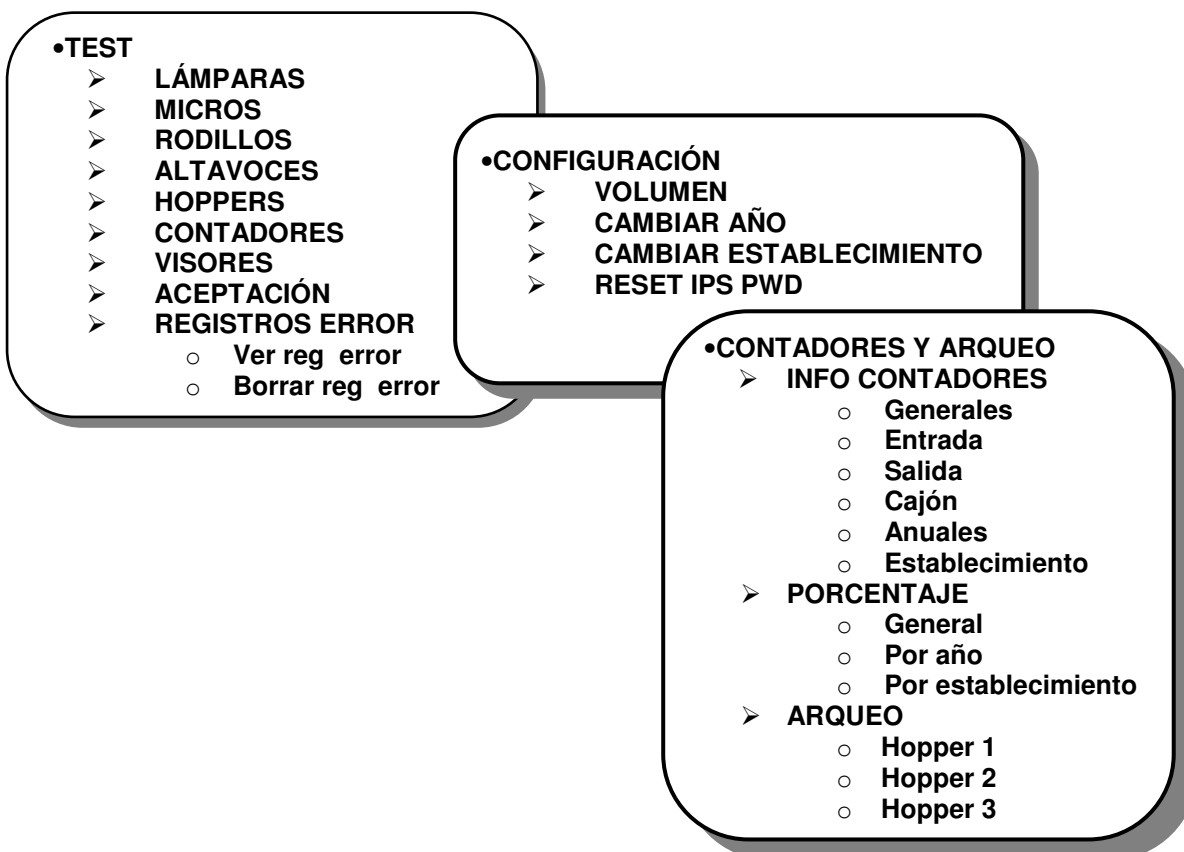 •TEST
➢ LÁMPARAS
➢ MICROS
➢ RODILLOS
➢ ALTAVOCES
➢ HOPPERS
➢ CONTADORES
➢ VISORES
➢ ACEPTACIÓN
➢ REGISTROS ERROR
o Ver reg error
o Borrar reg error
•CONFIGURACIÓN
➢ VOLUMEN
➢ CAMBIAR AÑO
➢ CAMBIAR ESTABLECIMIENTO
➢ RESET IPS PWD
•CONTADORES Y ARQUEO
➢ INFO CONTADORES
o Generales
o Entrada
o Salida
o Cajón
o Anuales
o Establecimiento
➢ PORCENTAJE
o General
o Por año
o Por establecimiento
➢ ARQUEO
o Hopper 1
o Hopper 2
o Hopper 3